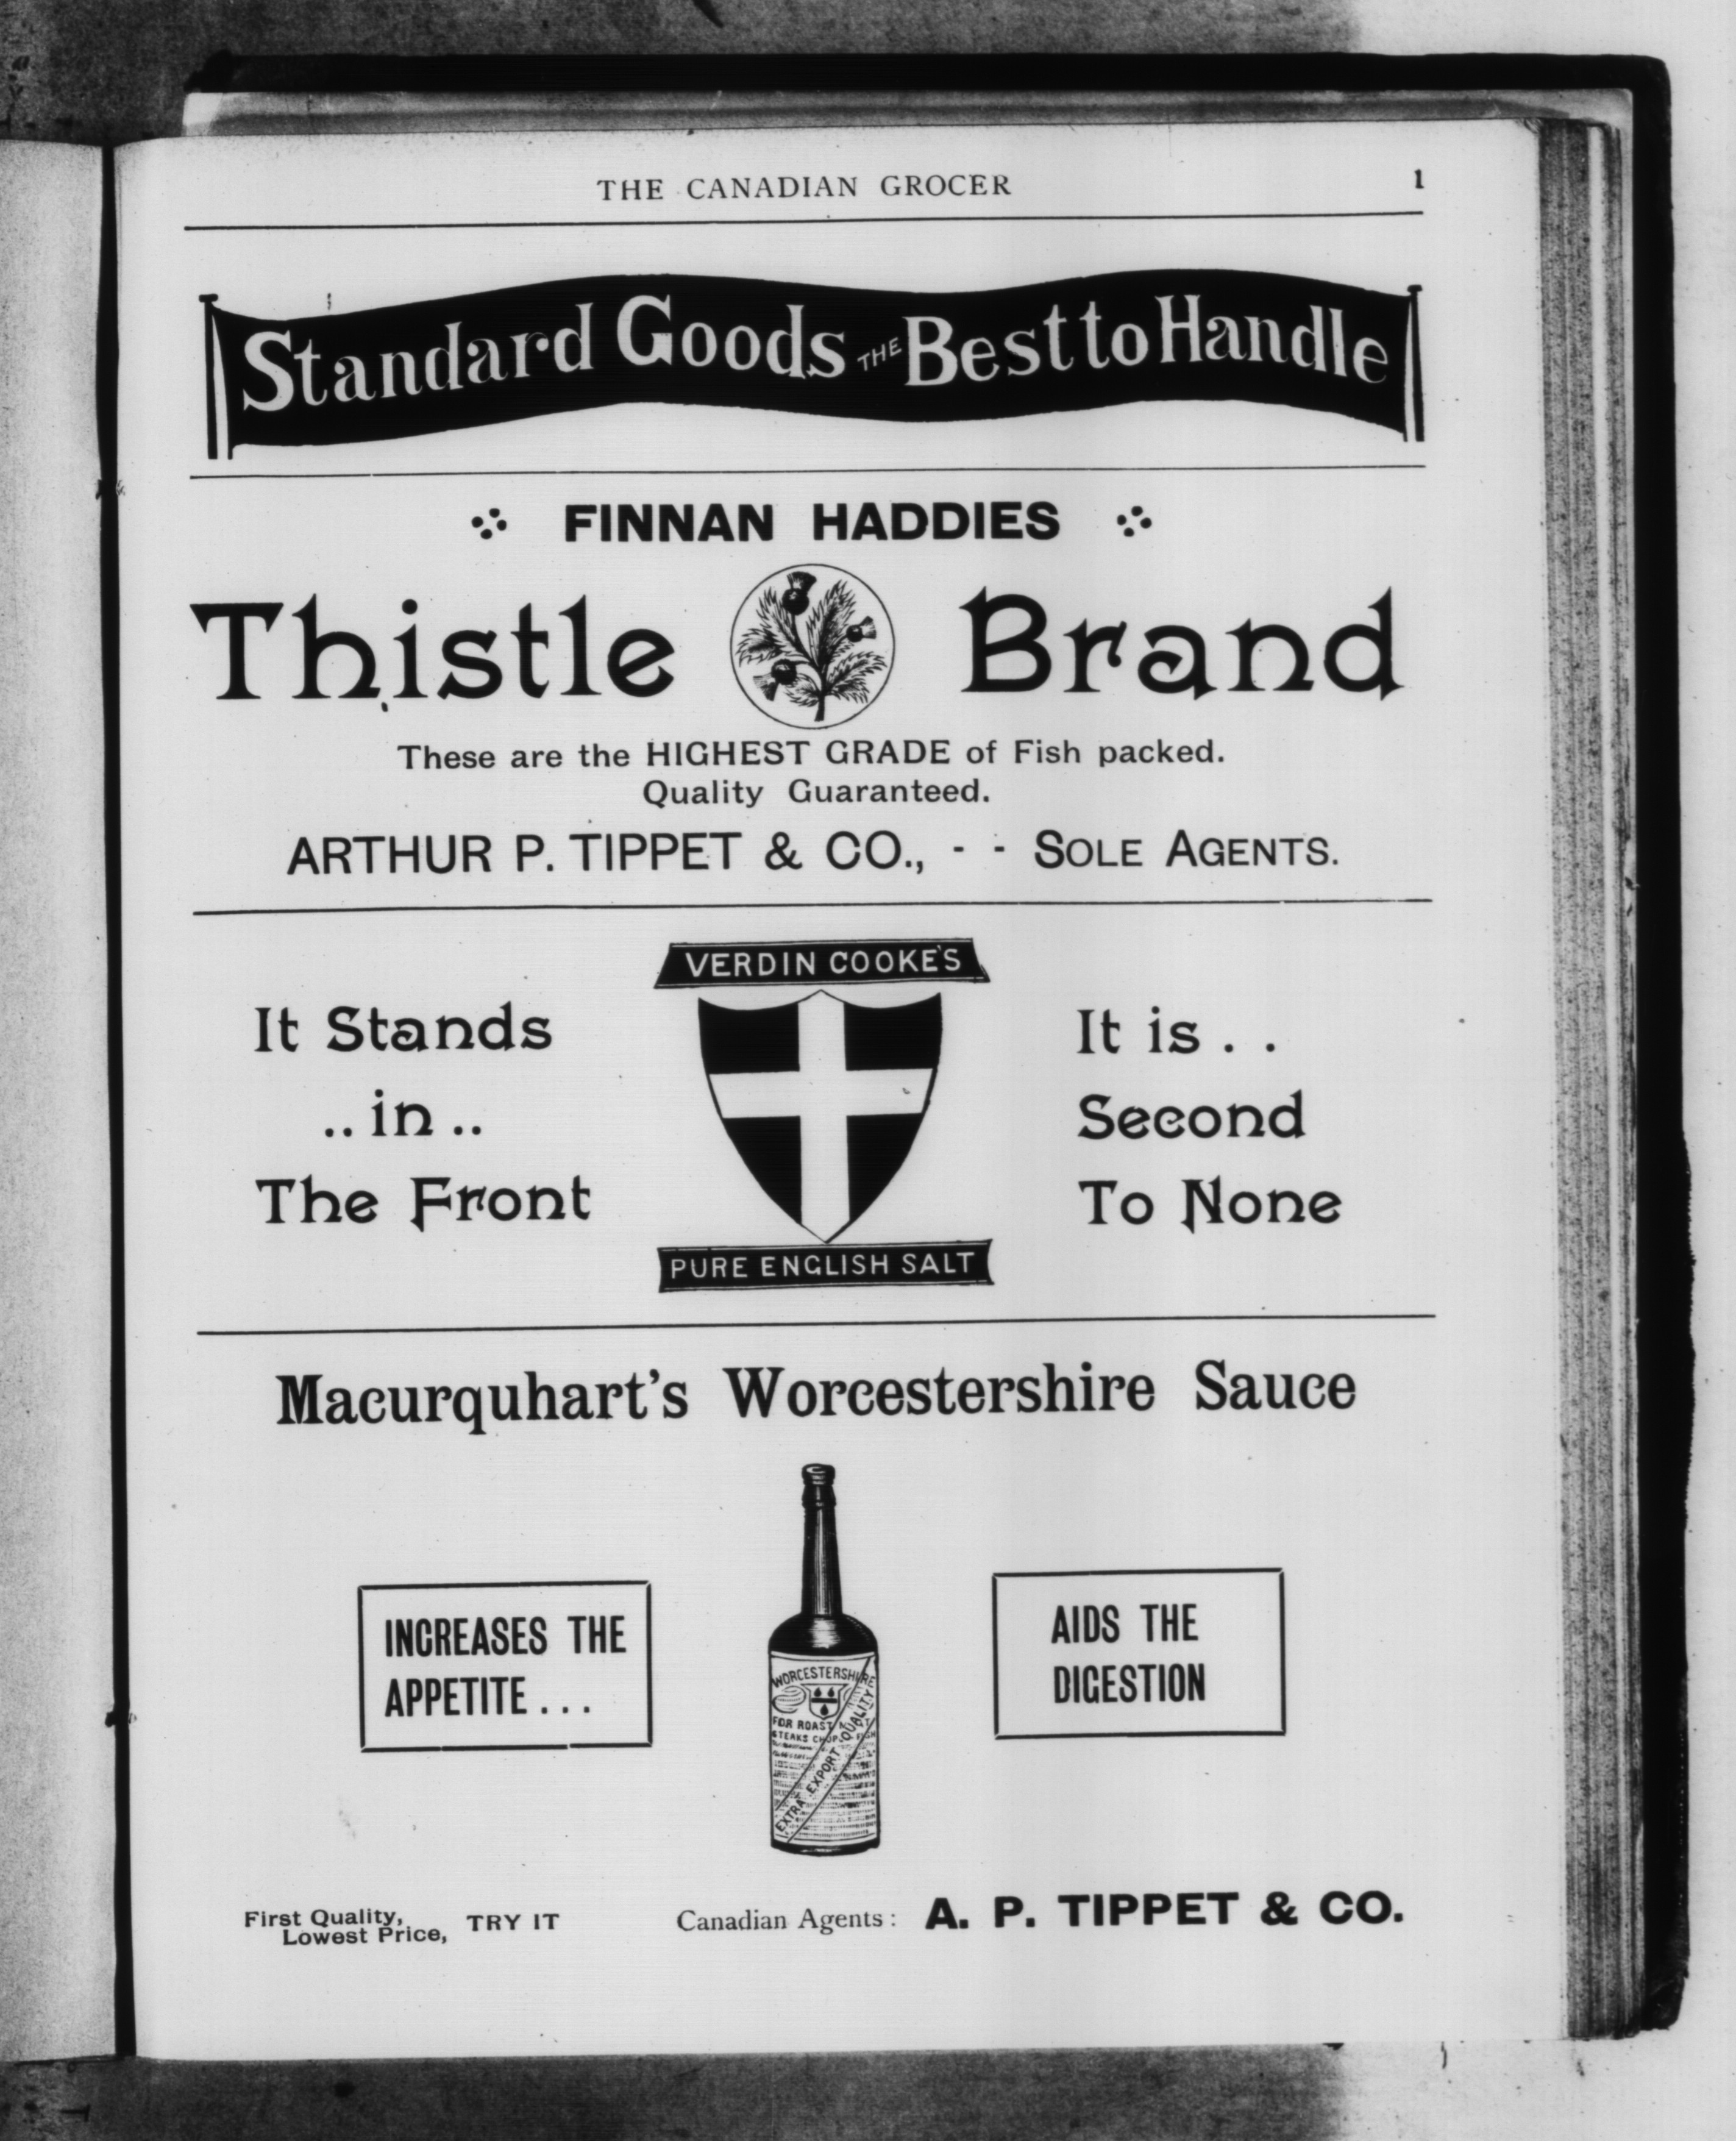 THE CANADIAN GROCER 1
Standard Goods THE Best to Handle
FINNAN HADDIES
Thistle Brand
These are the HIGHEST GRADE of Fish packed.
Quality Guaranteed.
ARTHUR P. TIPPET & CO., - - SOLE AGENTS.
VERDIN COOKE'S
It Stands
.. in ..
The Front
It is . .
Second
To None
PURE ENGLISH SALT
Macurquhart's Worcestershire Sauce
INCREASES THE
APPETITE . . .
WORCESTERSHIRE
FOR ROAST
STEAKS CHOPS
EXTRA EXPORT QUALITY
AIDS THE
DIGESTION
First Quality,
Lowest Price, TRY IT
Canadian Agents: A. P. TIPPET & CO.